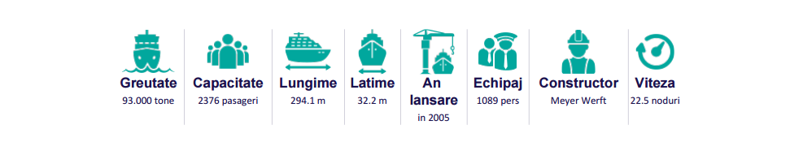 Greutate
93.000 tone
Capacitate
2376 pasageri
Lungime
294.1 m
Latime
32.2 m
An
lansare
in 2005
Echipaj
1089 pers
Constructor
Meyer Werft
Viteza
22.5 noduri